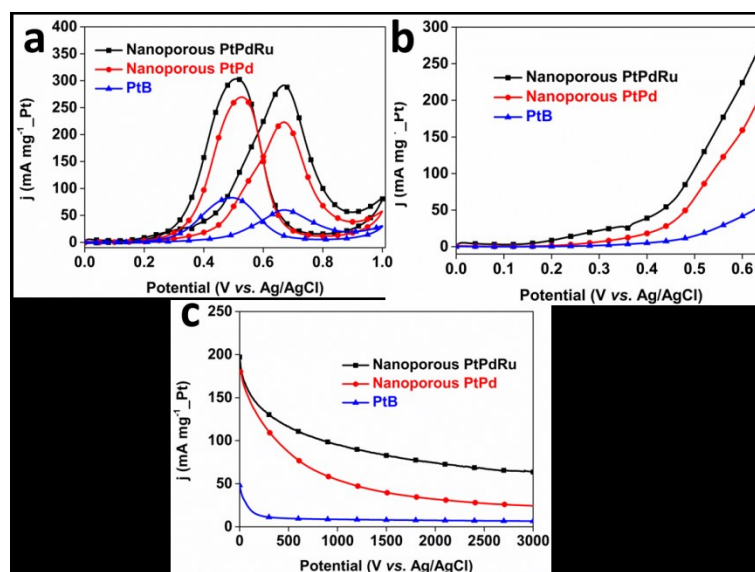 a
Nanoporous PtPdRu
Nanoporous PtPd
PtB
j (mA mg⁻¹_Pt)
400
350
300
250
200
150
100
50
0
0.0 0.2 0.4 0.6 0.8 1.0
Potential (V vs. Ag/AgCl)
b
Nanoporous PtPdRu
Nanoporous PtPd
PtB
j (mA mg⁻¹_Pt)
300
250
200
150
100
50
0
0.0 0.1 0.2 0.3 0.4 0.5 0.6
Potential (V vs. Ag/AgCl)
c
Nanoporous PtPdRu
Nanoporous PtPd
PtB
j (mA mg⁻¹_Pt)
250
200
150
100
50
0
0 500 1000 1500 2000 2500 3000
Potential (V vs. Ag/AgCl)